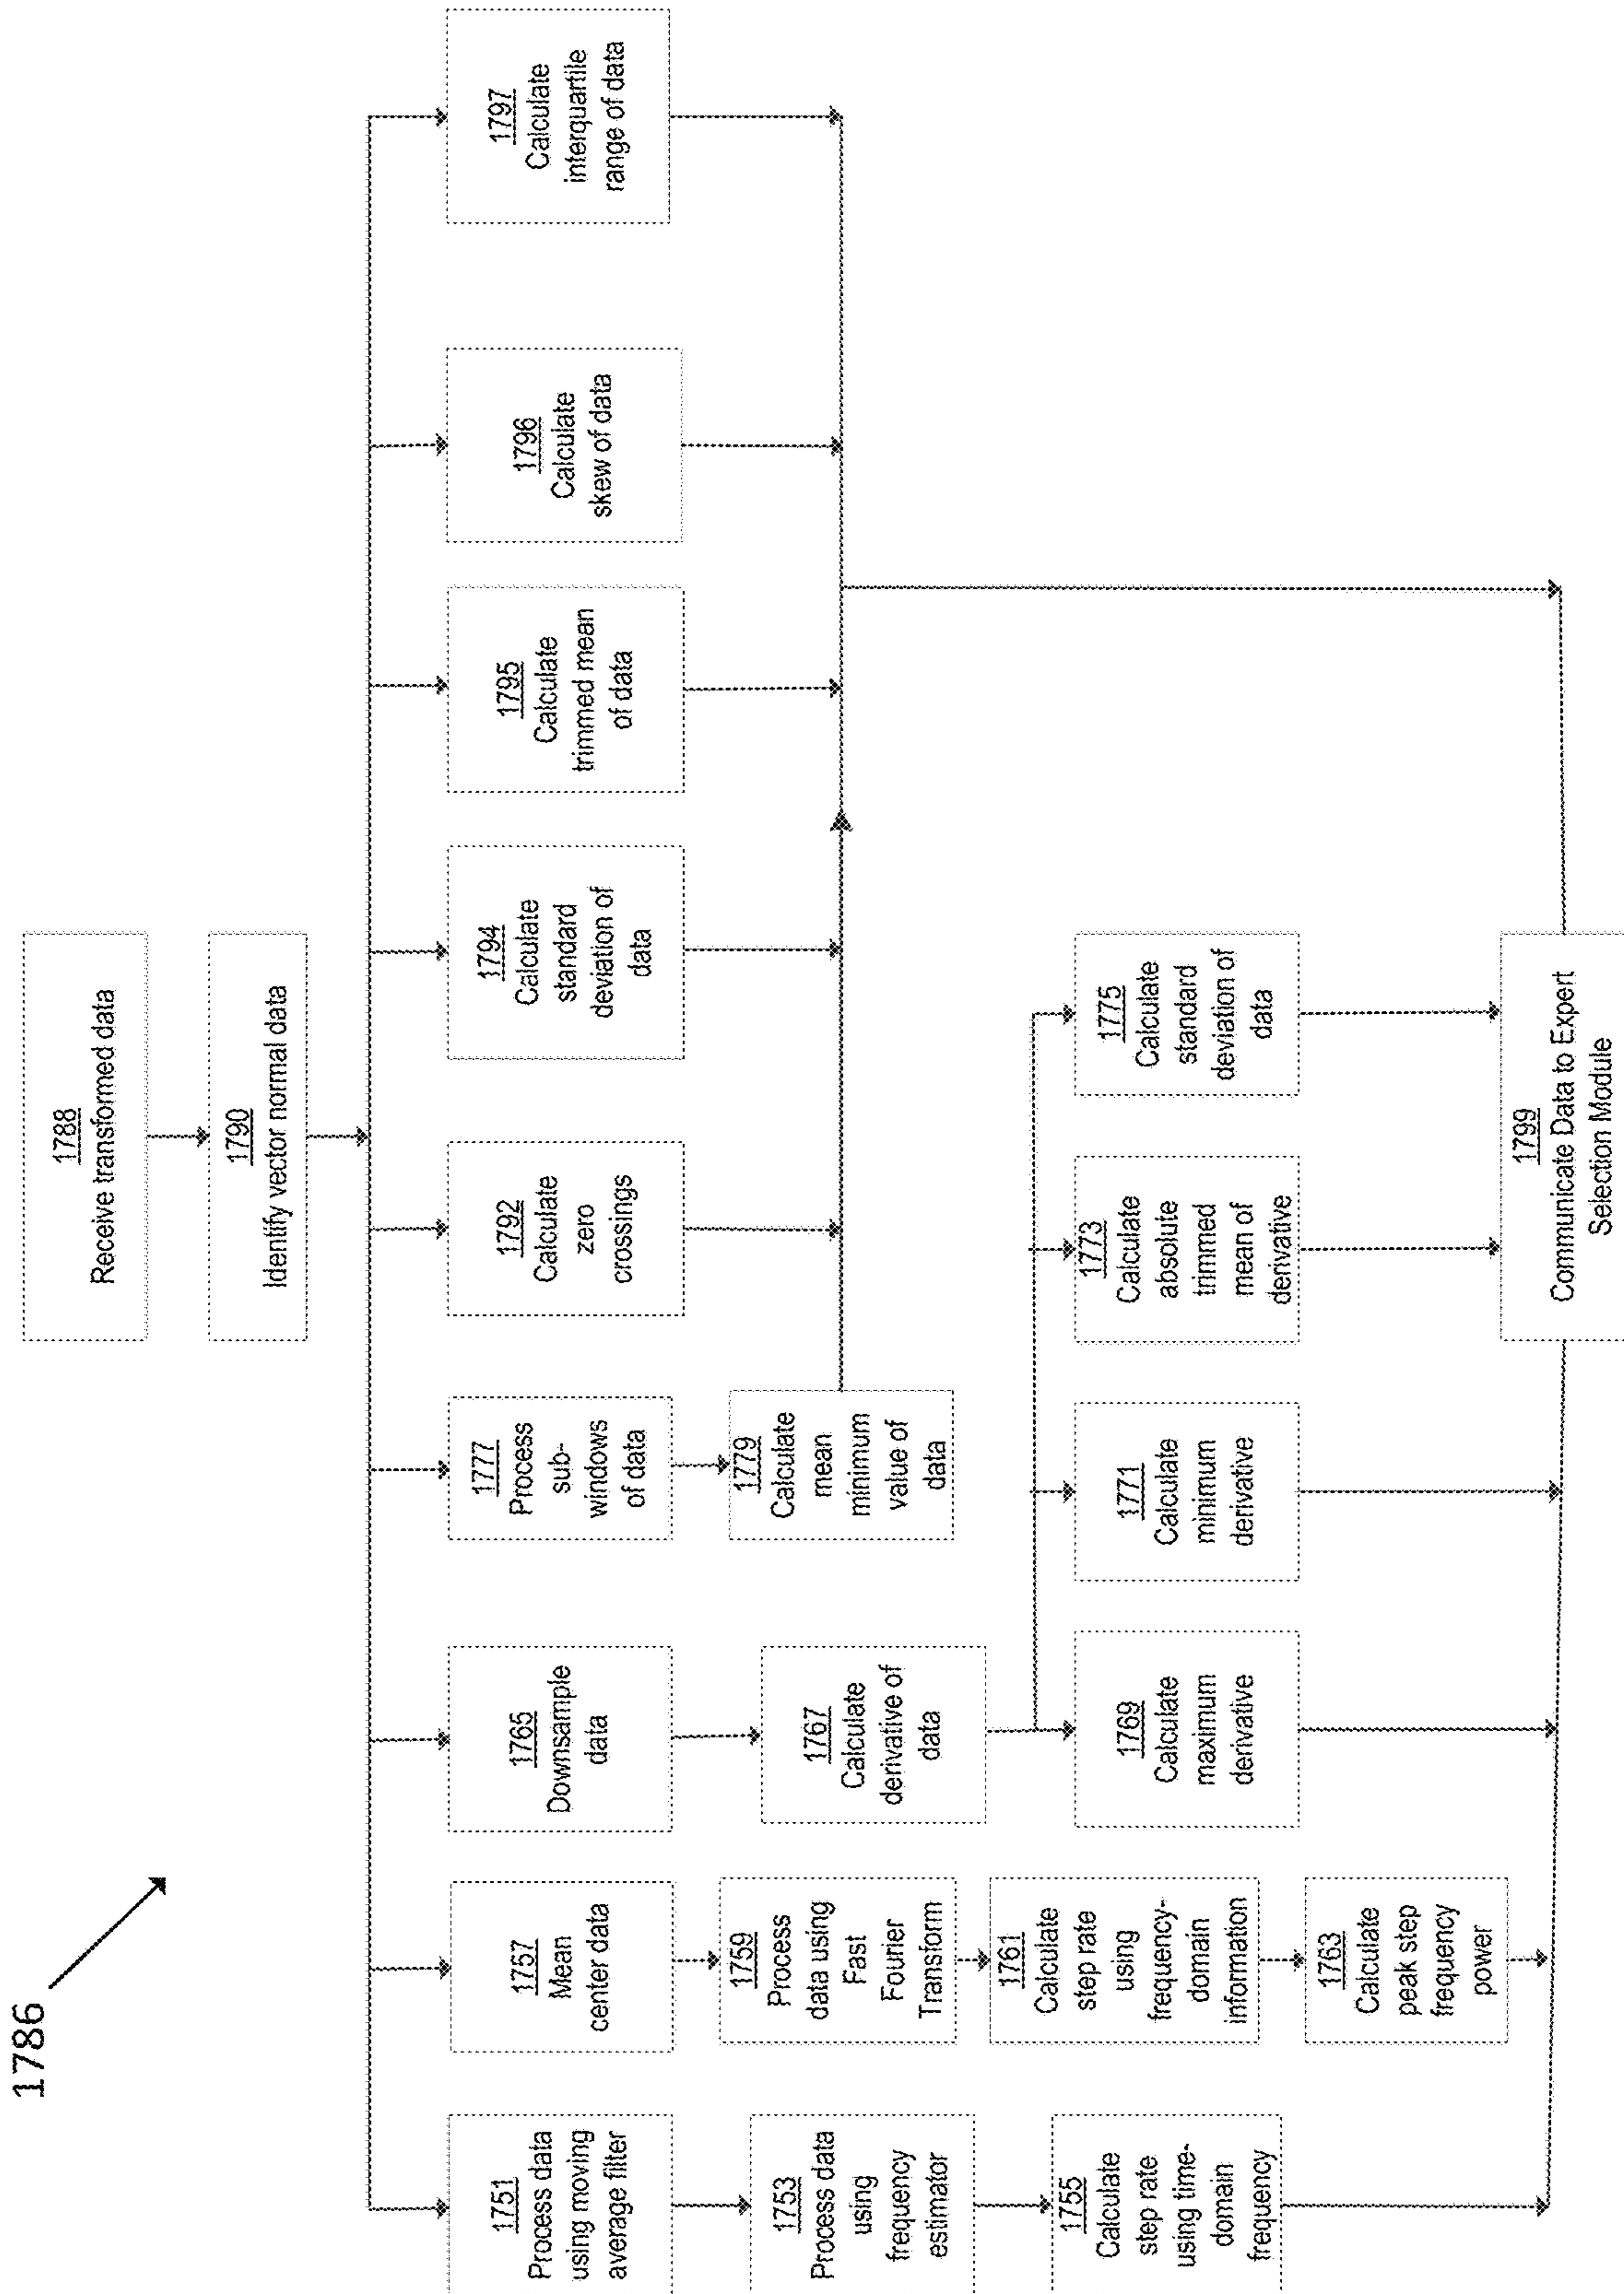 1786
1788
Receive transformed data
1790
Identify vector normal data
1751
Process data
using moving
average filter
1753
Process data
using
frequency
estimator
1755
Calculate
step rate
using time-
domain
frequency
1757
Mean
center data
1759
Process
data using
Fast
Fourier
Transform
1761
Calculate
step rate
using
frequency-
domain
information
1763
Calculate
peak step
frequency
power
1765
Downsample
data
1767
Calculate
derivative of
data
1769
Calculate
maximum
derivative
1771
Calculate
minimum
derivative
1773
Calculate
absolute
trimmed
mean of
derivative
1775
Calculate
standard
deviation of
data
1777
Process
sub-
windows
of data
1779
Calculate
mean
minimum
value of
data
1792
Calculate
zero
crossings
1794
Calculate
standard
deviation of
data
1795
Calculate
trimmed mean
of data
1796
Calculate
skew of data
1797
Calculate
interquartile
range of data
1799
Communicate Data to Expert
Selection Module